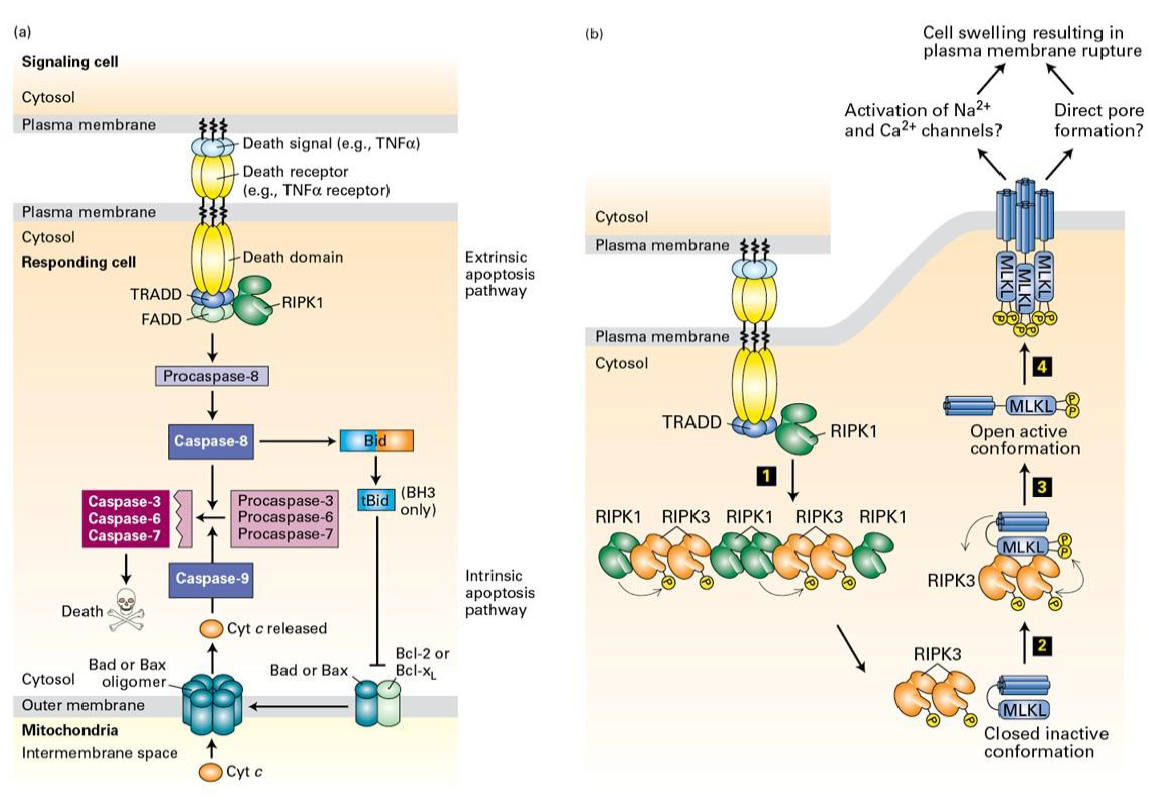 (a)
Signaling cell
Cytosol
Plasma membrane
Death signal (e.g., TNFα)
Death receptor
(e.g., TNFα receptor)
Plasma membrane
Cytosol
Responding cell
Death domain
Extrinsic
apoptosis
pathway
TRADD
RIPK1
FADD
Procaspase-8
Caspase-8
Bid
tBid
(BH3
only)
Caspase-3
Caspase-6
Caspase-7
Procaspase-3
Procaspase-6
Procaspase-7
Caspase-9
Intrinsic
apoptosis
pathway
Death
Cyt c released
Bad or Bax
oligomer
Bad or Bax
Bcl-2 or
Bcl-xL
Cytosol
Outer membrane
Mitochondria
Intermembrane space
Cyt c
(b)
Cell swelling resulting in
plasma membrane rupture
Activation of Na²⁺
and Ca²⁺ channels?
Direct pore
formation?
Cytosol
Plasma membrane
Plasma membrane
Cytosol
TRADD
RIPK1
1
RIPK1 RIPK3 RIPK1 RIPK3 RIPK1
P P P P
RIPK3
P P
MLKL
Closed inactive
conformation
2
RIPK3
MLKL
P
P
P P
3
MLKL
P
P
Open active
conformation
4
MLKL MLKL MLKL
P P P P P P